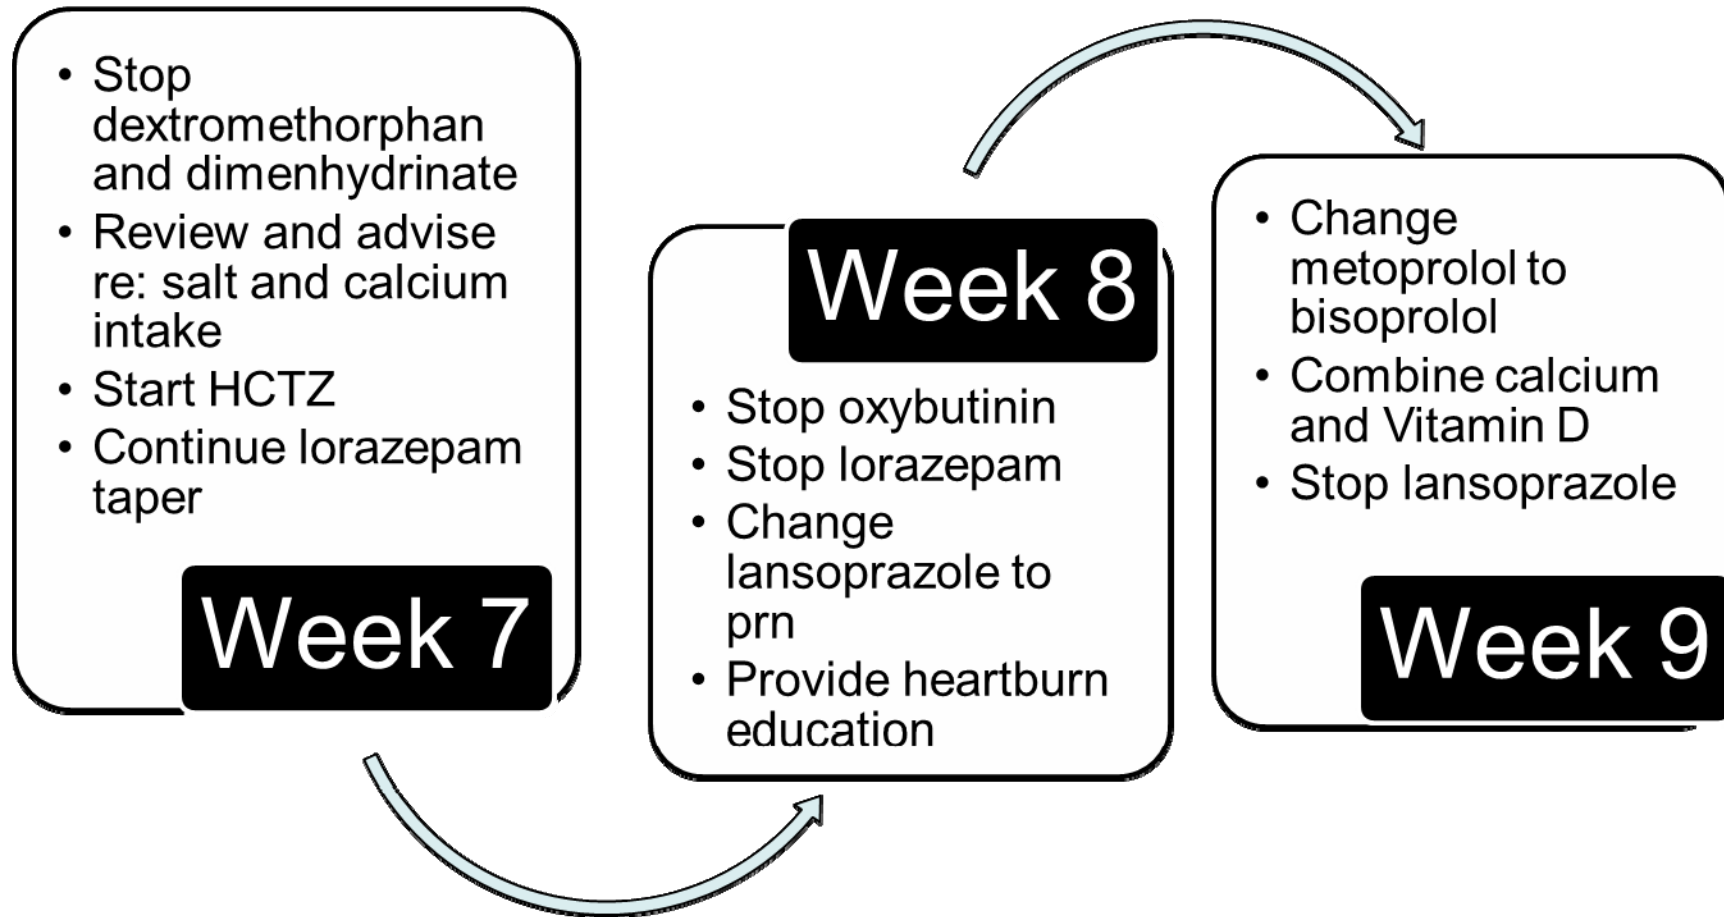 • Stop
dextromethorphan
and dimenhydrinate
• Review and advise
re: salt and calcium
intake
• Start HCTZ
• Continue lorazepam
taper
Week 7
Week 8
• Stop oxybutinin
• Stop lorazepam
• Change
lansoprazole to
prn
• Provide heartburn
education
• Change
metoprolol to
bisoprolol
• Combine calcium
and Vitamin D
• Stop lansoprazole
Week 9